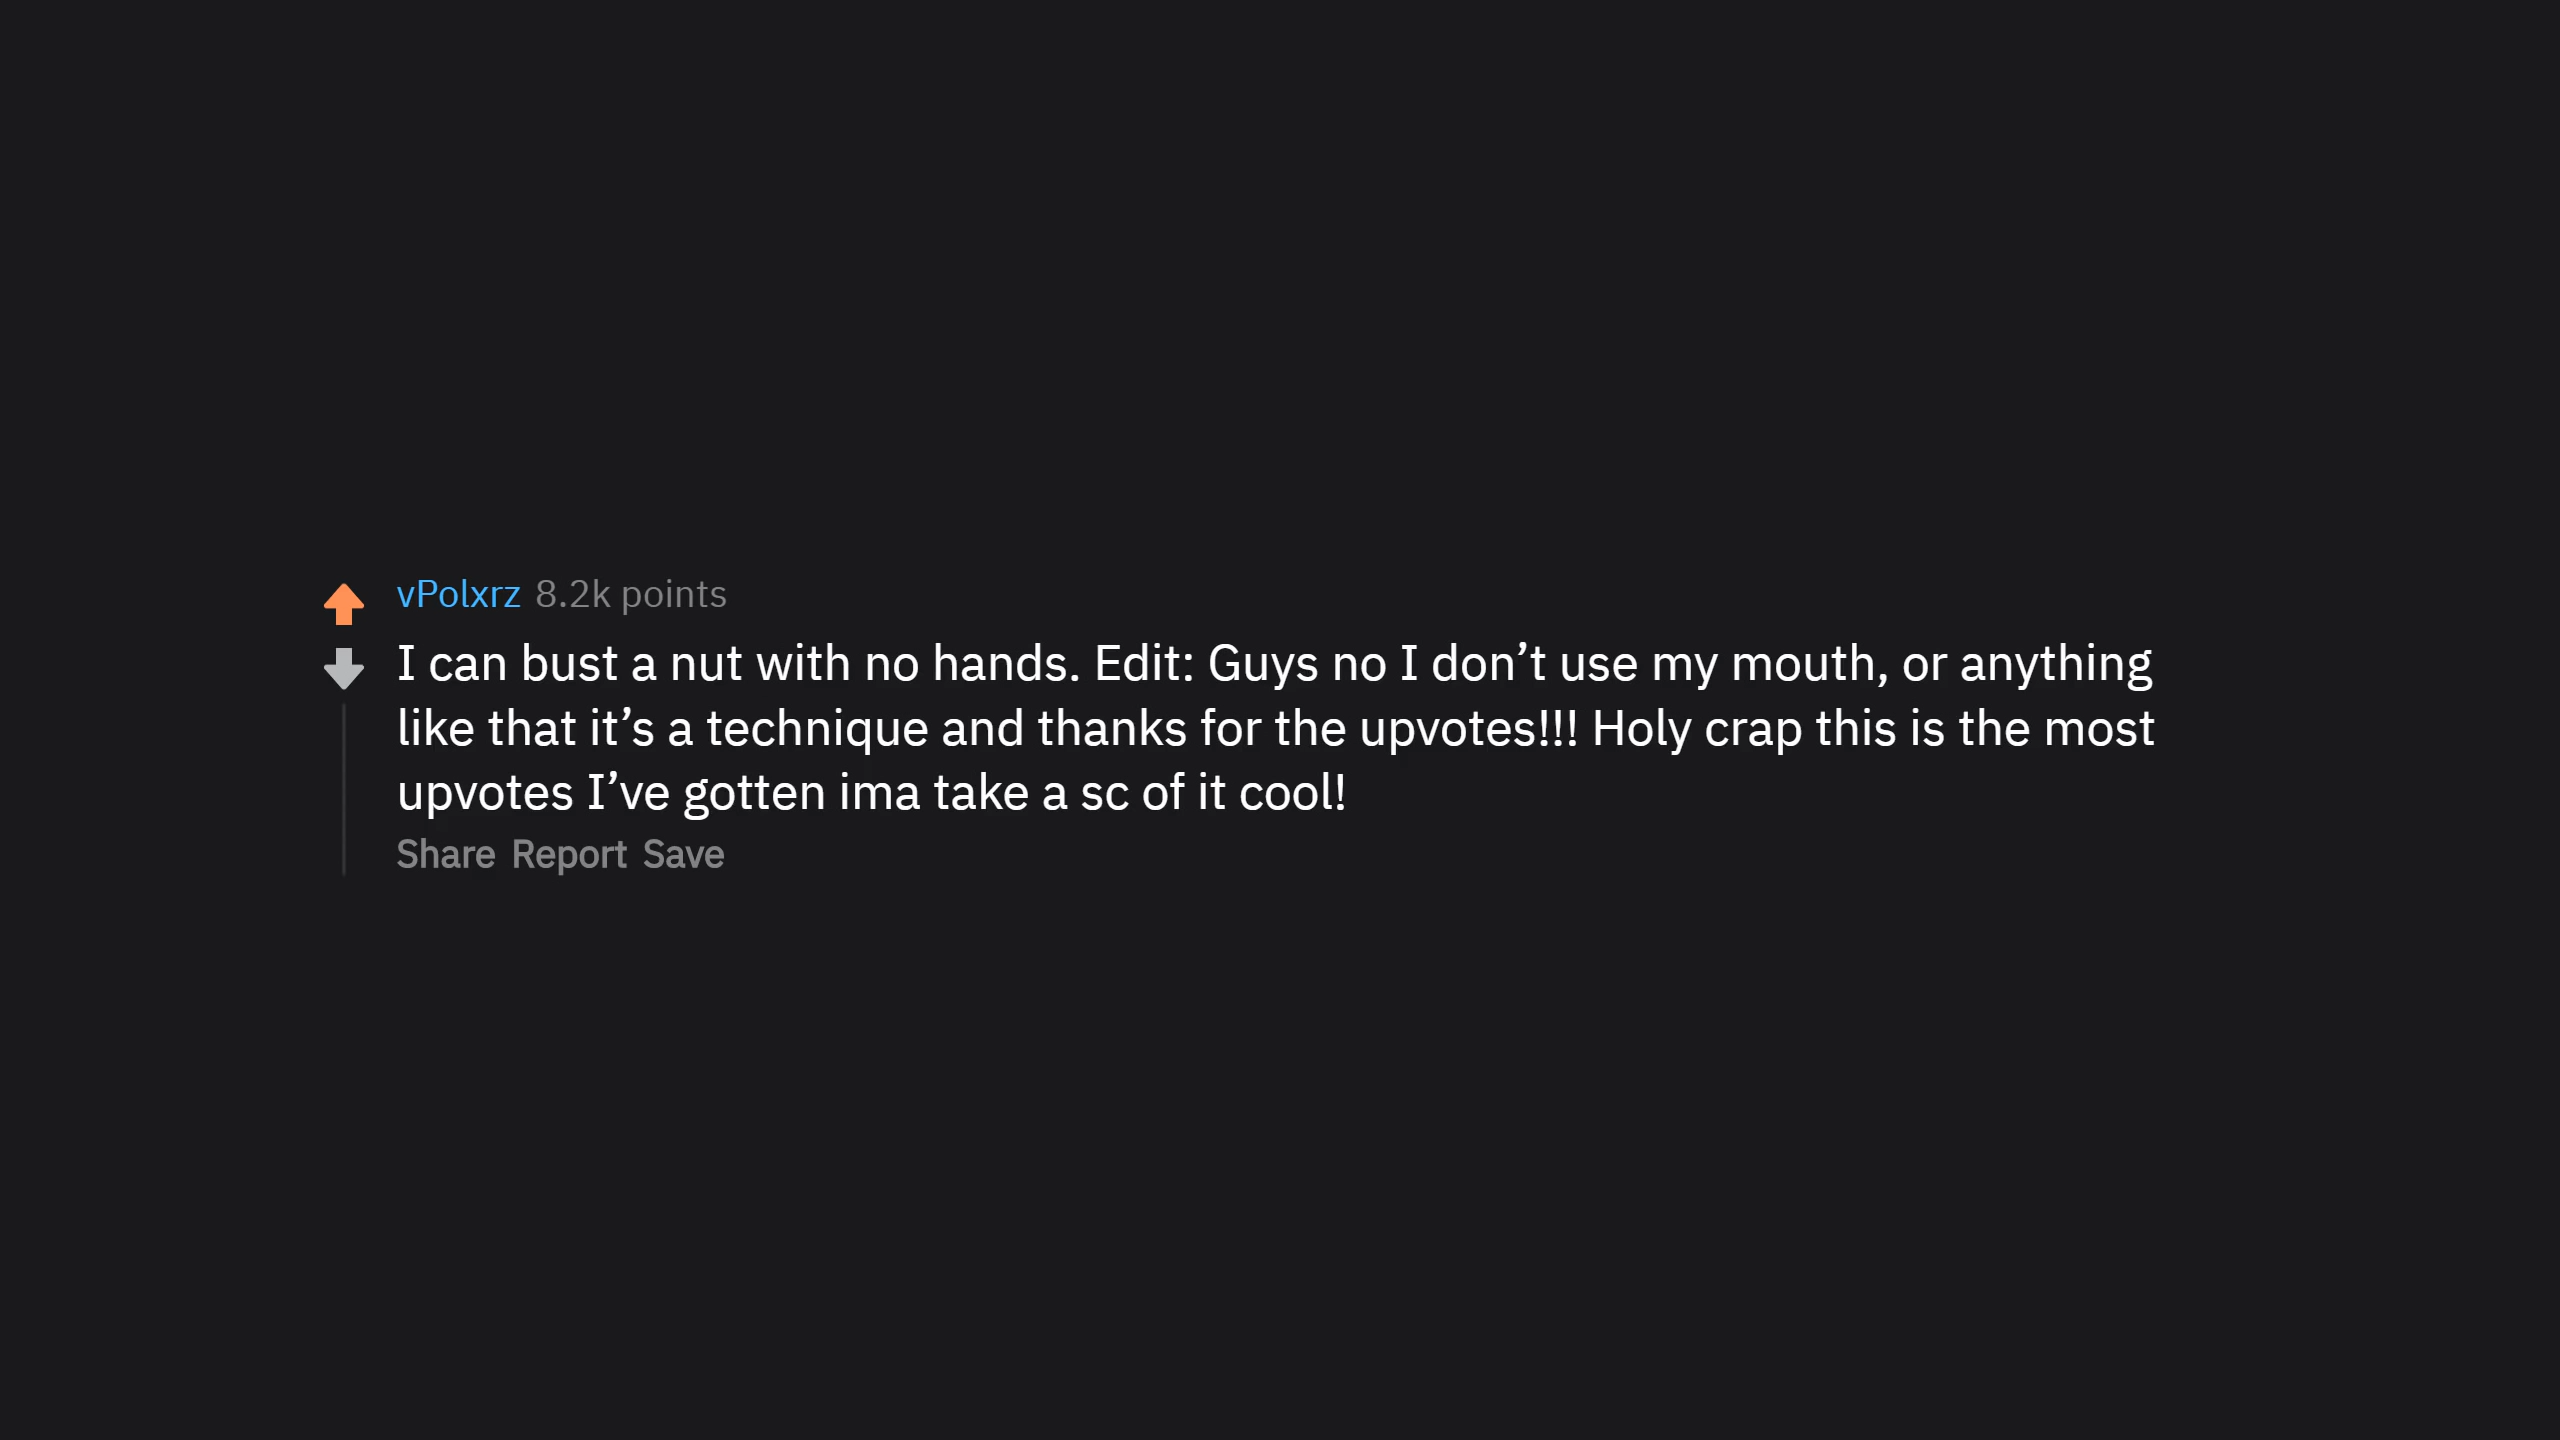 vPolxrz 8.2k points
I can bust a nut with no hands. Edit: Guys no I don’t use my mouth, or anything
like that it’s a technique and thanks for the upvotes!!! Holy crap this is the most
upvotes I’ve gotten ima take a sc of it cool!
Share Report Save